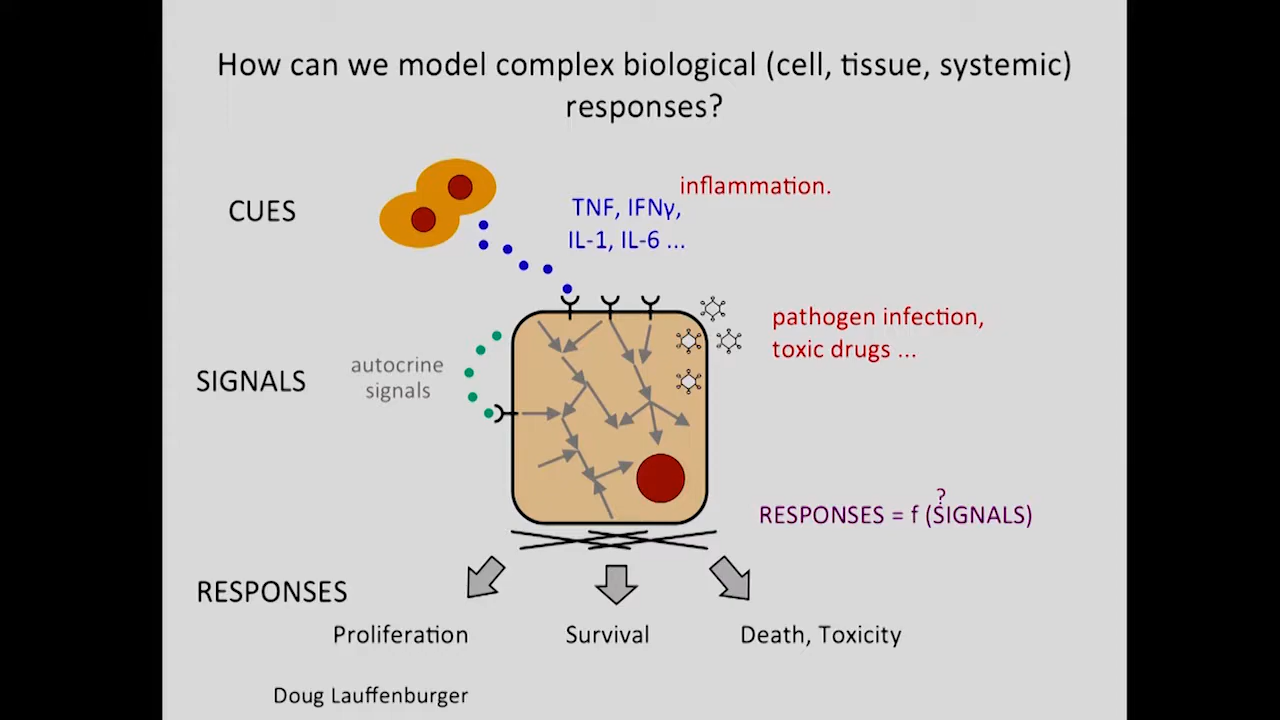 How can we model complex biological (cell, tissue, systemic)
responses?
CUES
inflammation.
TNF, IFNγ,
IL-1, IL-6 ...
pathogen infection,
toxic drugs ...
SIGNALS
autocrine
signals
?
RESPONSES = f (SIGNALS)
RESPONSES
Proliferation
Survival
Death, Toxicity
Doug Lauffenburger